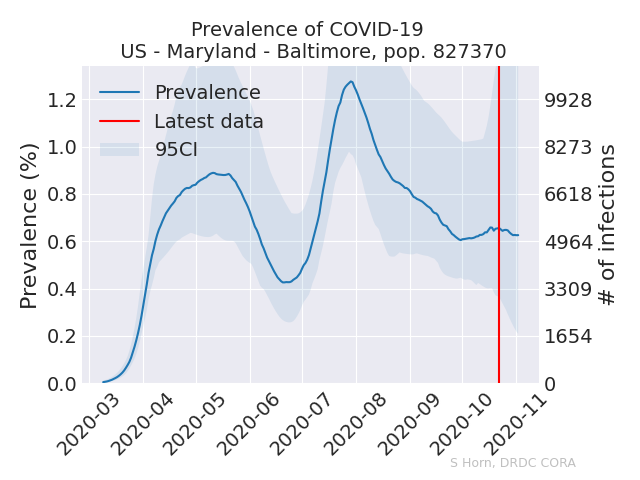 Prevalence of COVID-19
US - Maryland - Baltimore, pop. 827370
Prevalence
Latest data
95CI
Prevalence (%)
1.2
1.0
0.8
0.6
0.4
0.2
0.0
9928
8273
6618
4964
3309
1654
0
# of infections
2020-03
2020-04
2020-05
2020-06
2020-07
2020-08
2020-09
2020-10
2020-11
S Horn, DRDC CORA